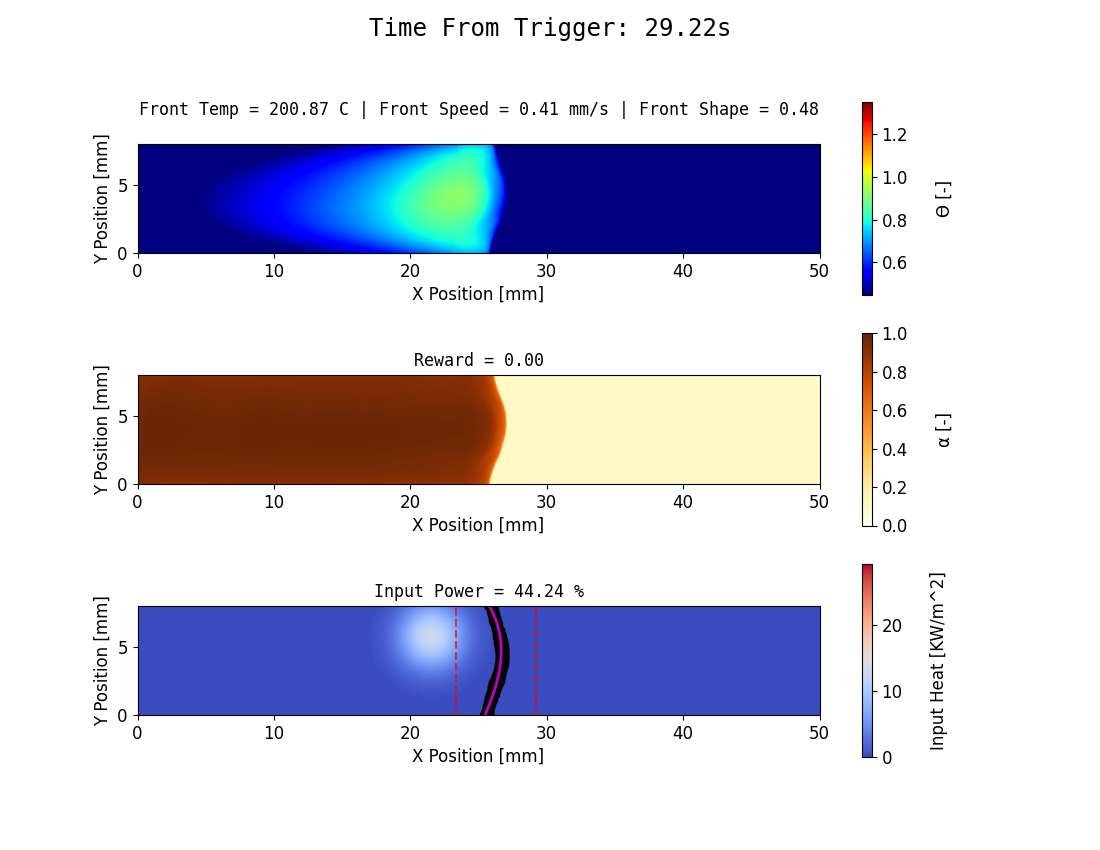 Time From Trigger: 29.22s
Front Temp = 200.87 C | Front Speed = 0.41 mm/s | Front Shape = 0.48
Y Position [mm]
5
0
0 10 20 30 40 50
X Position [mm]
1.2
1.0
0.8
0.6
Θ [-]
Reward = 0.00
Y Position [mm]
5
0
0 10 20 30 40 50
X Position [mm]
1.0
0.8
0.6
0.4
0.2
0.0
α [-]
Input Power = 44.24 %
Y Position [mm]
5
0
0 10 20 30 40 50
X Position [mm]
20
10
0
Input Heat [KW/m^2]